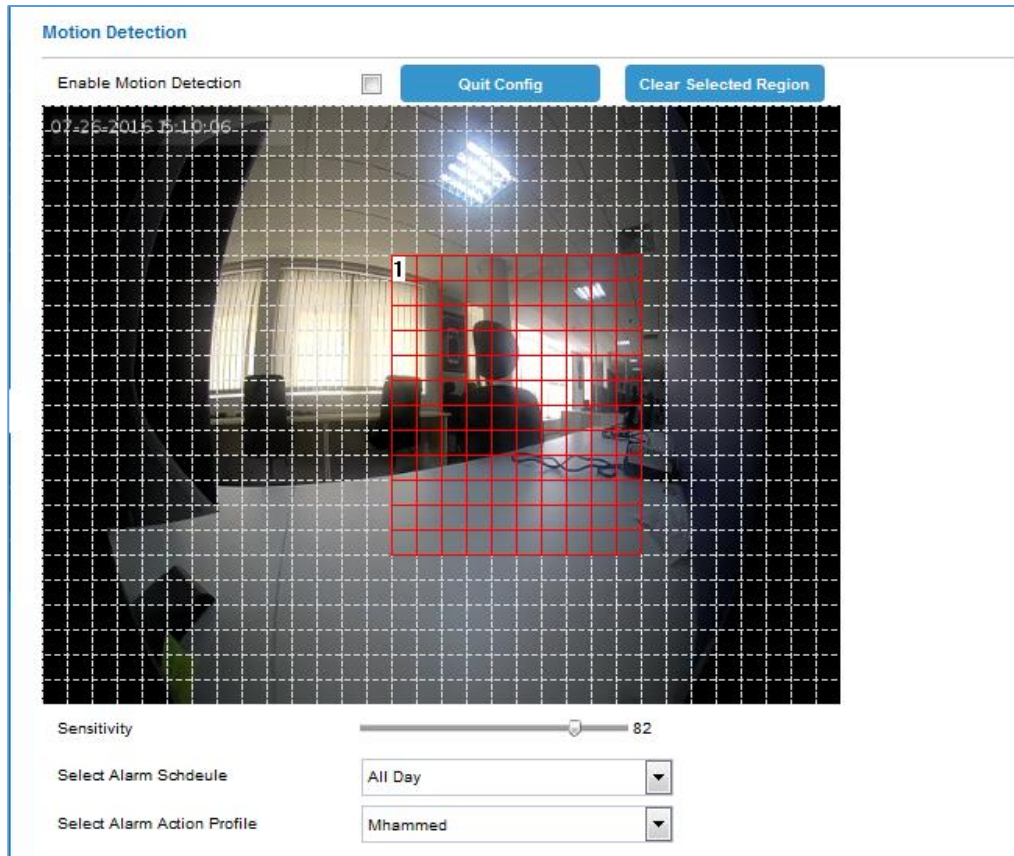 Motion Detection
Enable Motion Detection
Quit Config
Clear Selected Region
07-26-2016 15:10:06
1
Sensitivity
82
Select Alarm Schdeule
All Day
Select Alarm Action Profile
Mhammed